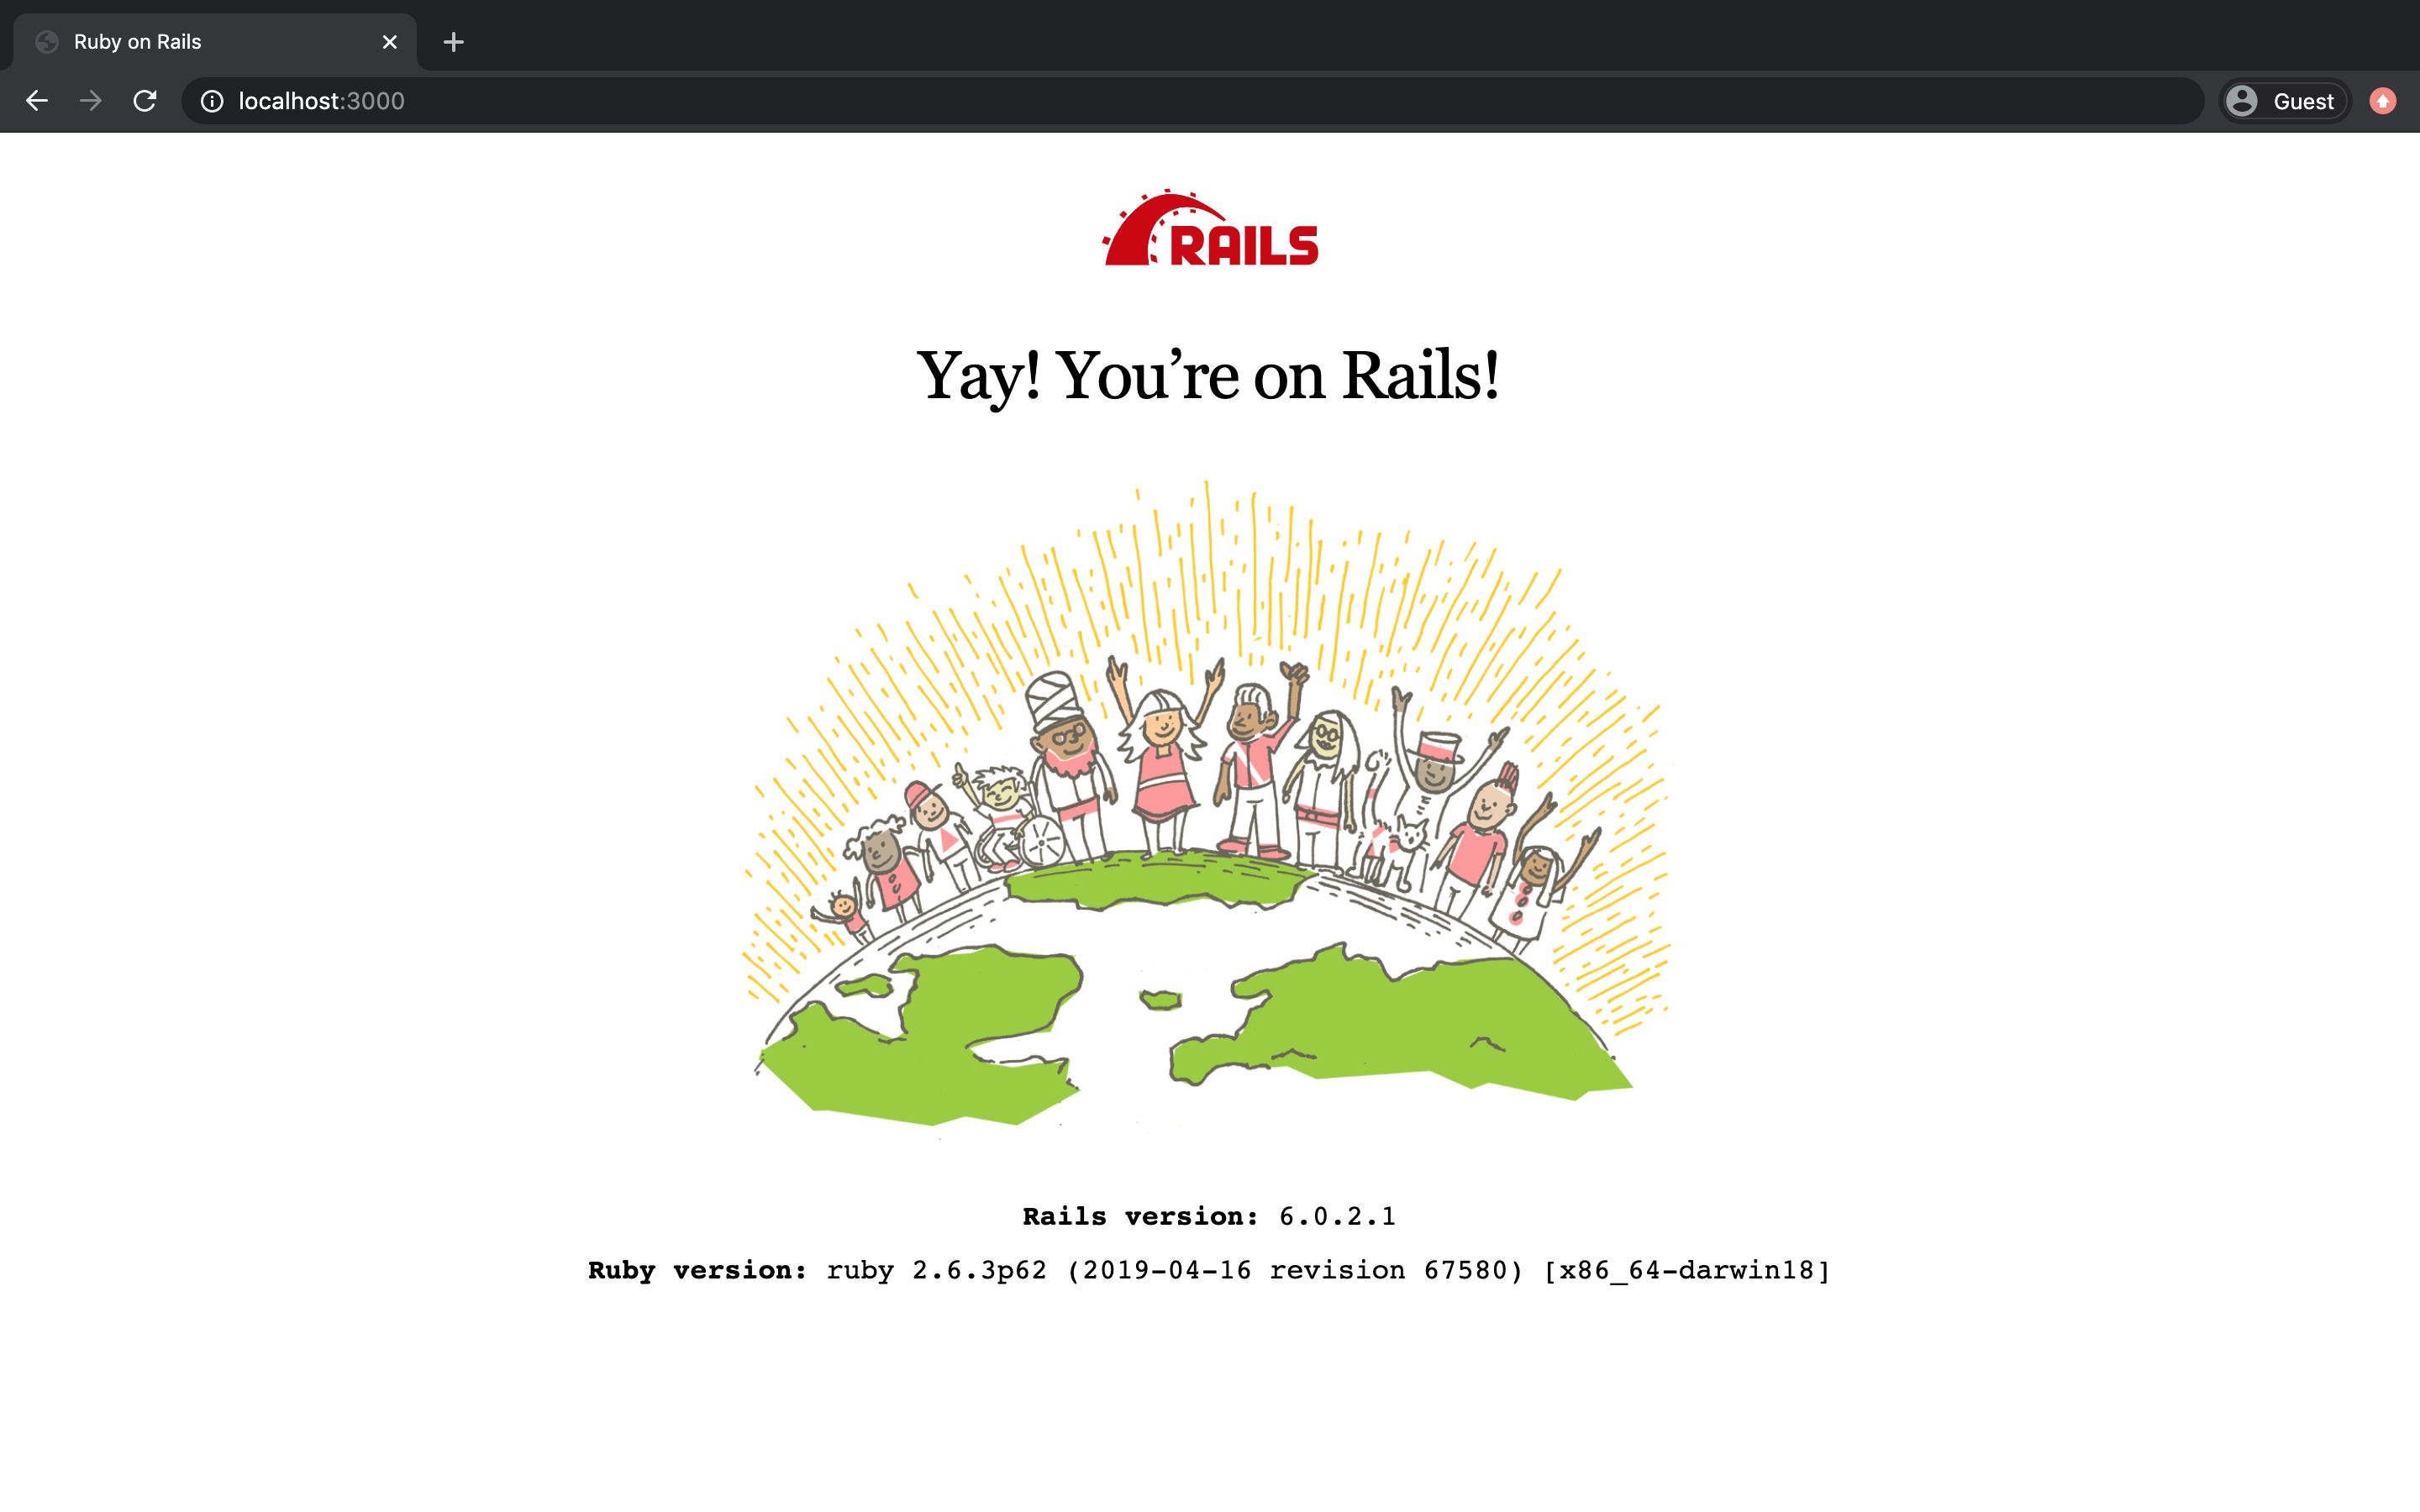 Ruby on Rails
localhost:3000
Guest
RAILS
Yay! You’re on Rails!
Rails version: 6.0.2.1
Ruby version: ruby 2.6.3p62 (2019-04-16 revision 67580) [x86_64-darwin18]